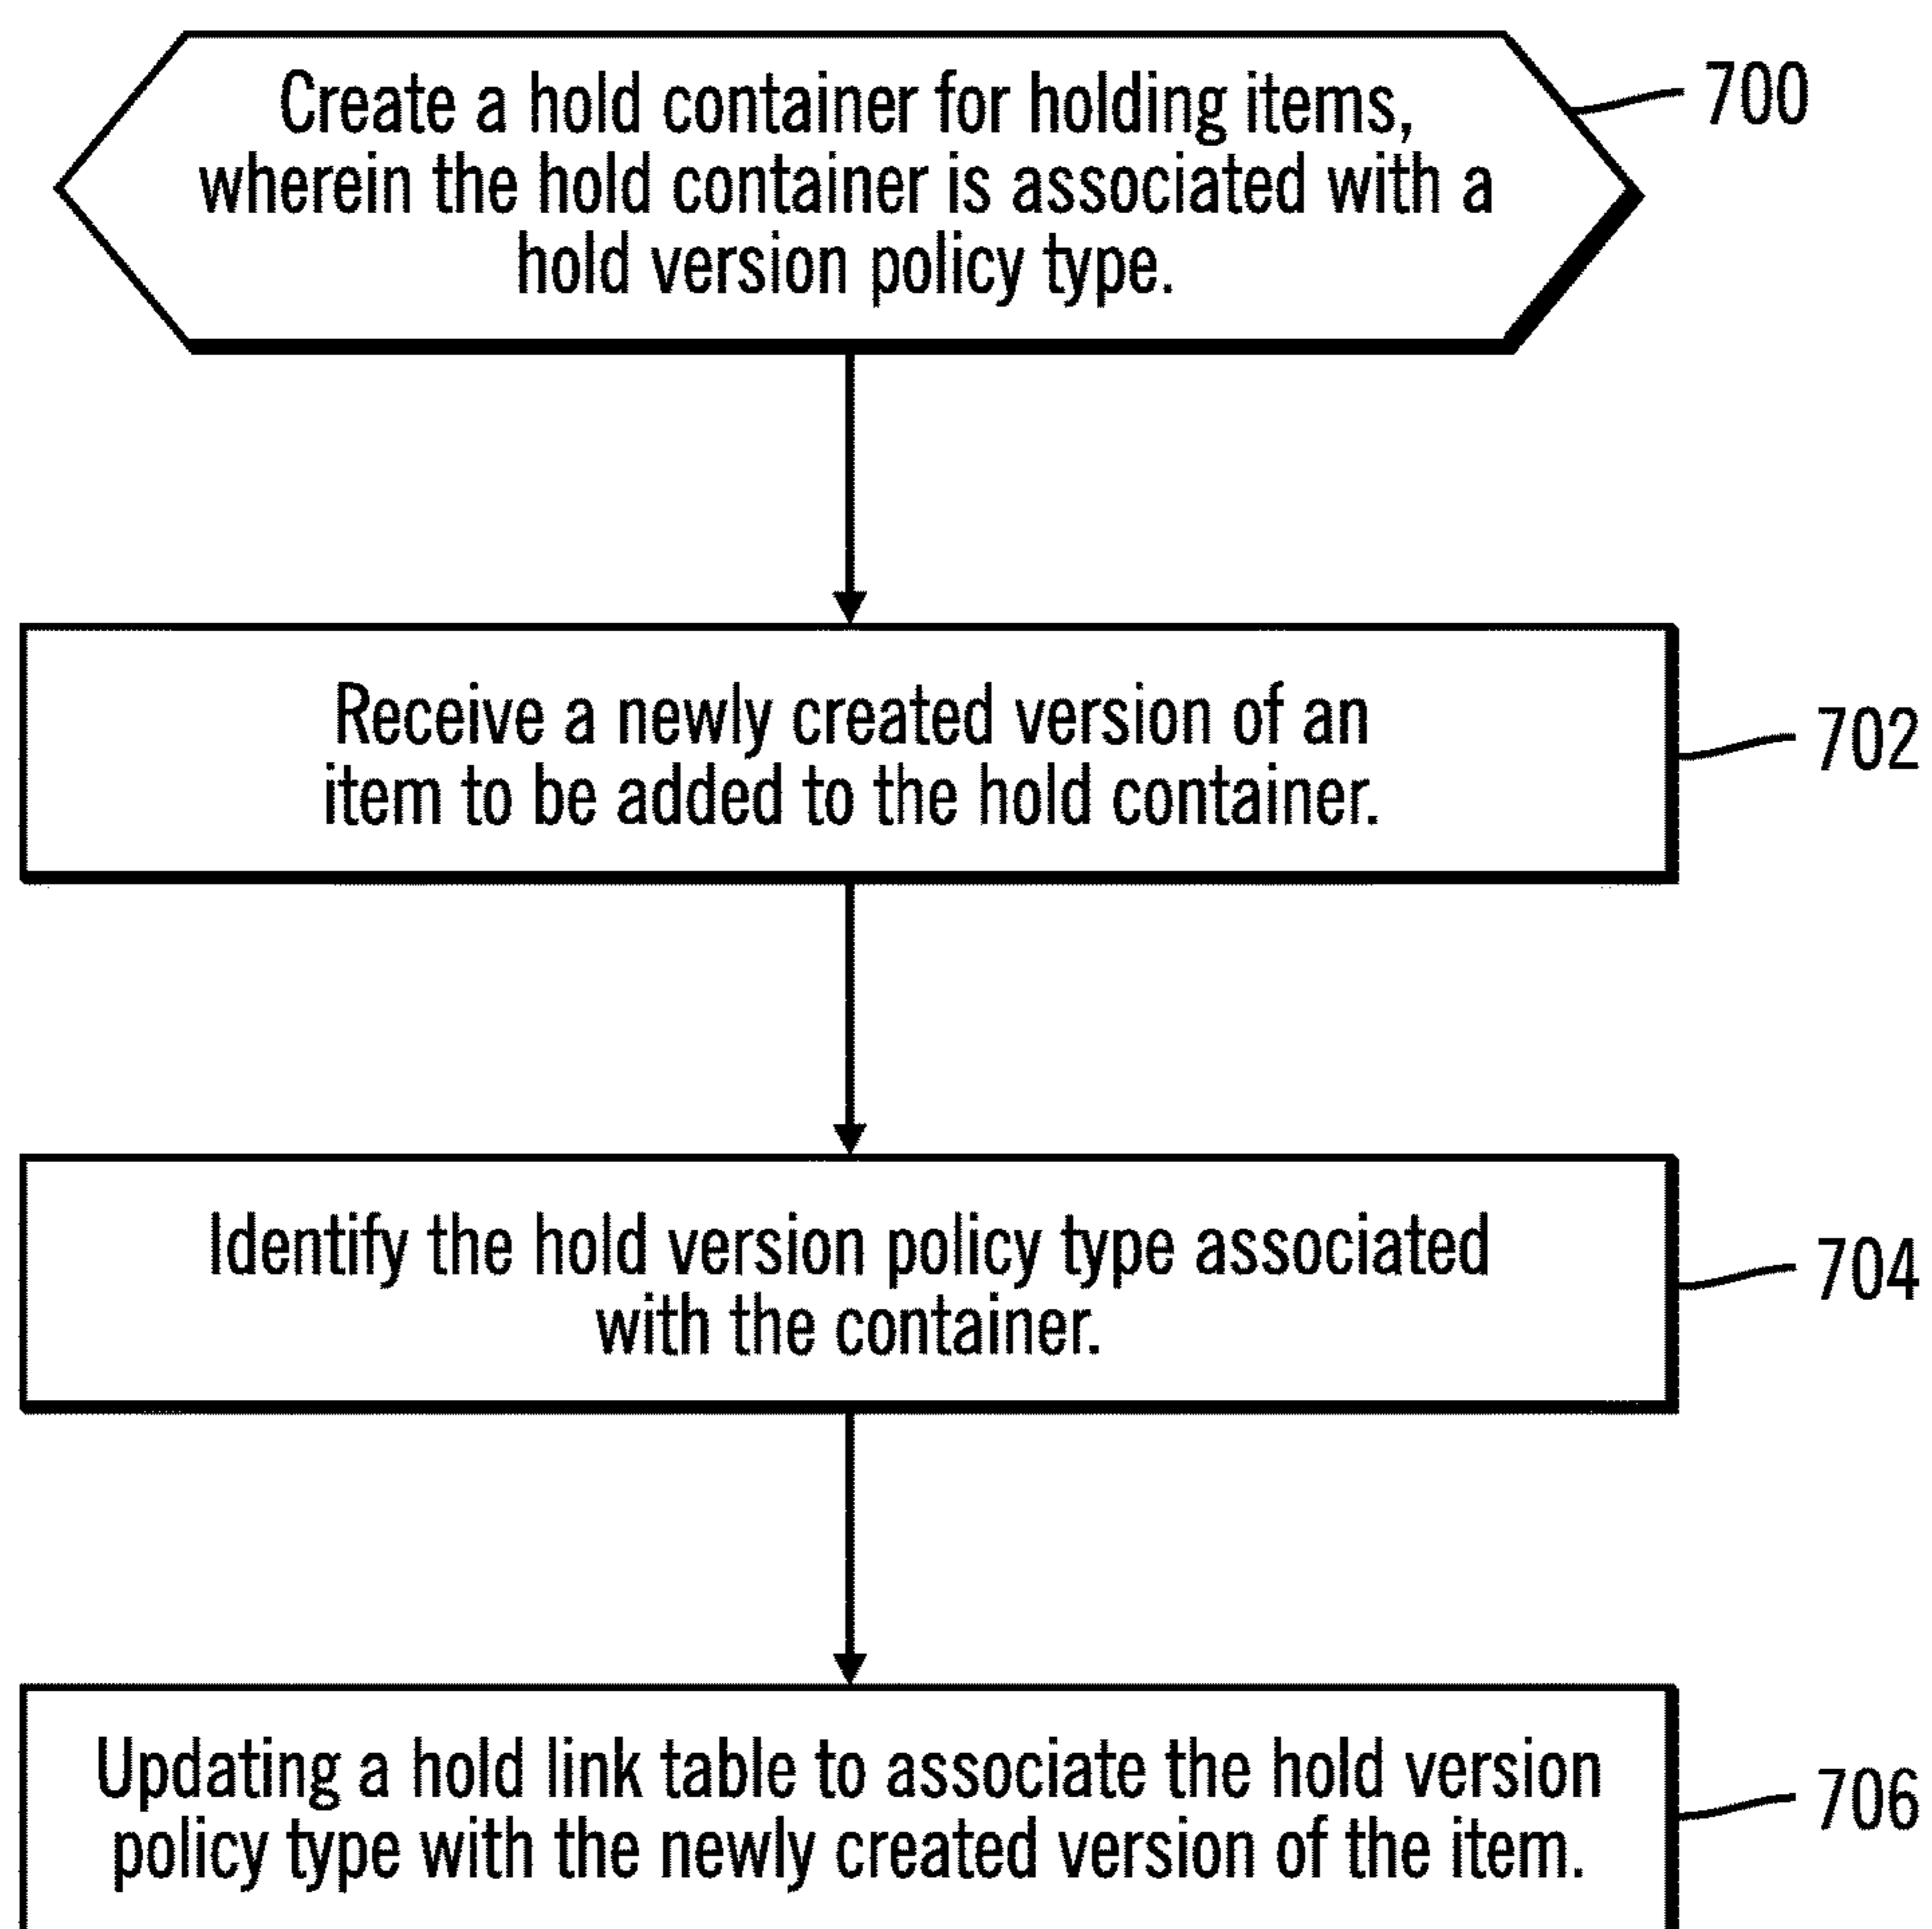 Create a hold container for holding items,
wherein the hold container is associated with a
hold version policy type.
700
Receive a newly created version of an
item to be added to the hold container.
702
Identify the hold version policy type associated
with the container.
704
Updating a hold link table to associate the hold version
policy type with the newly created version of the item.
706